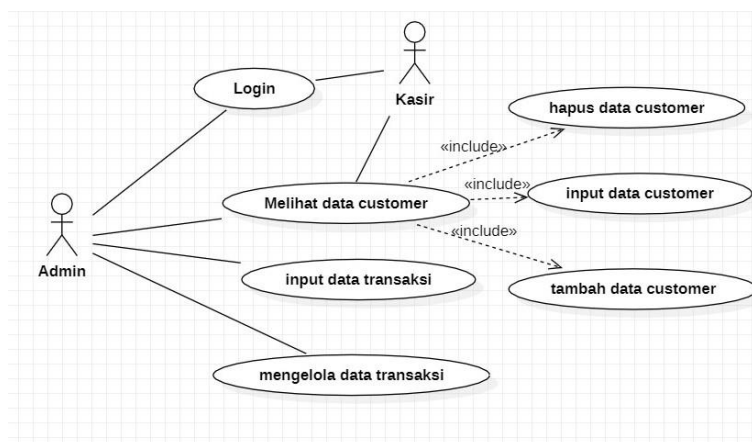 Login
Kasir
hapus data customer
«include»
«include»
input data customer
Melihat data customer
«include»
Admin
input data transaksi
tambah data customer
mengelola data transaksi